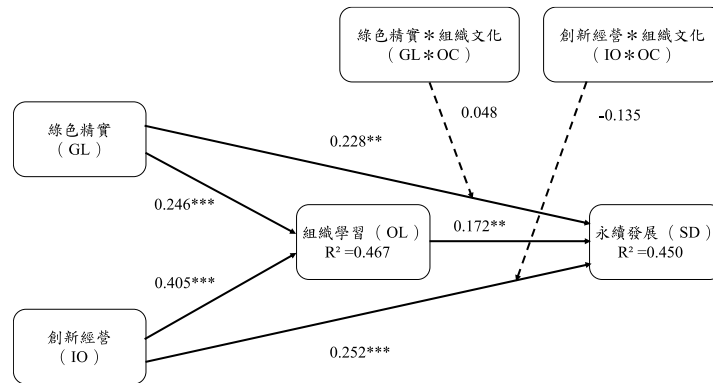 綠色精實＊組織文化
（GL＊OC）
創新經營＊組織文化
（IO＊OC）
0.048
-0.135
綠色精實
（GL）
0.228**
0.246***
組織學習（OL）
R² =0.467
0.172**
永續發展（SD）
R² =0.450
0.405***
創新經營
（IO）
0.252***